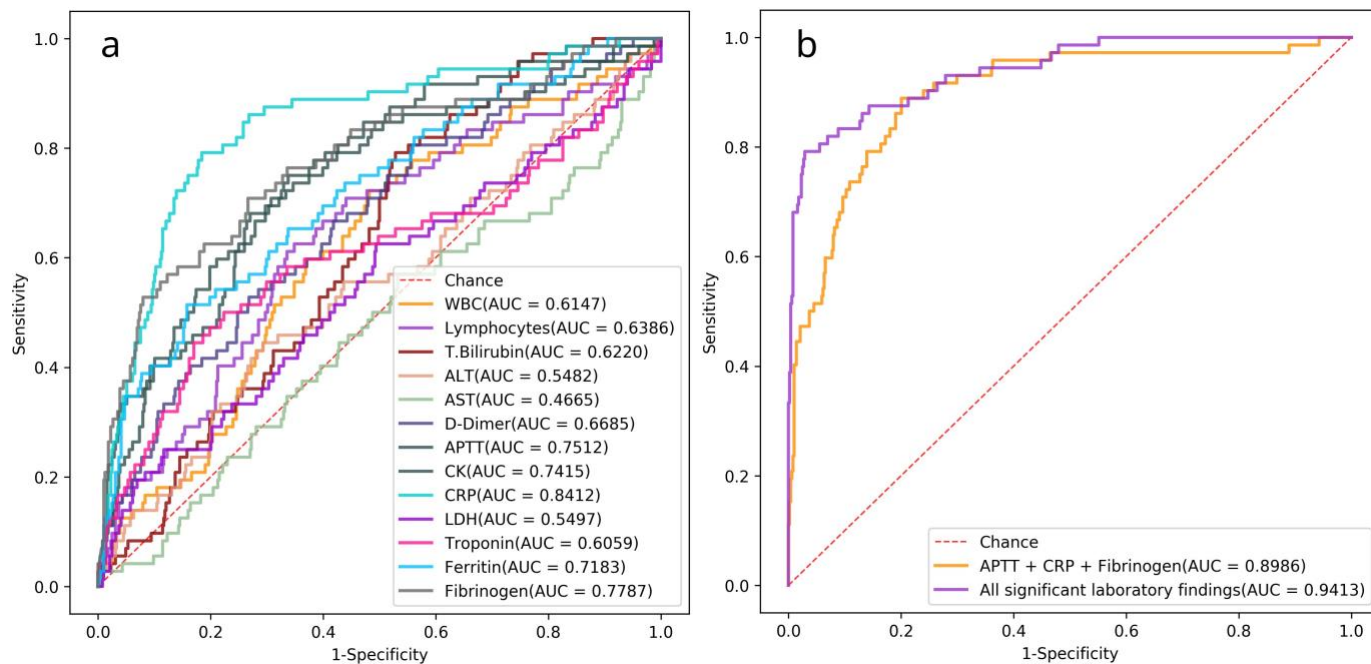 a
1.0
0.8
0.6
0.4
0.2
0.0
Sensitivity
Chance
WBC(AUC = 0.6147)
Lymphocytes(AUC = 0.6386)
T.Bilirubin(AUC = 0.6220)
ALT(AUC = 0.5482)
AST(AUC = 0.4665)
D-Dimer(AUC = 0.6685)
APTT(AUC = 0.7512)
CK(AUC = 0.7415)
CRP(AUC = 0.8412)
LDH(AUC = 0.5497)
Troponin(AUC = 0.6059)
Ferritin(AUC = 0.7183)
Fibrinogen(AUC = 0.7787)
0.0 0.2 0.4 0.6 0.8 1.0
1-Specificity
b
1.0
0.8
0.6
0.4
0.2
0.0
Sensitivity
Chance
APTT + CRP + Fibrinogen(AUC = 0.8986)
All significant laboratory findings(AUC = 0.9413)
0.0 0.2 0.4 0.6 0.8 1.0
1-Specificity